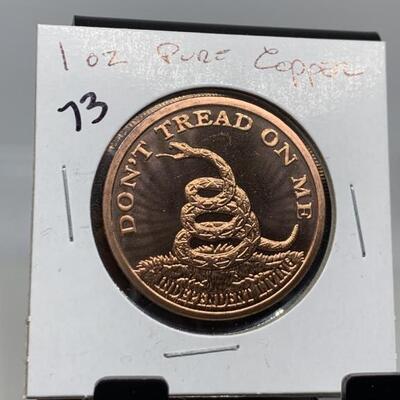 1 oz Pure Copper
73
DON'T TREAD ON ME
INDEPENDENT LIVING